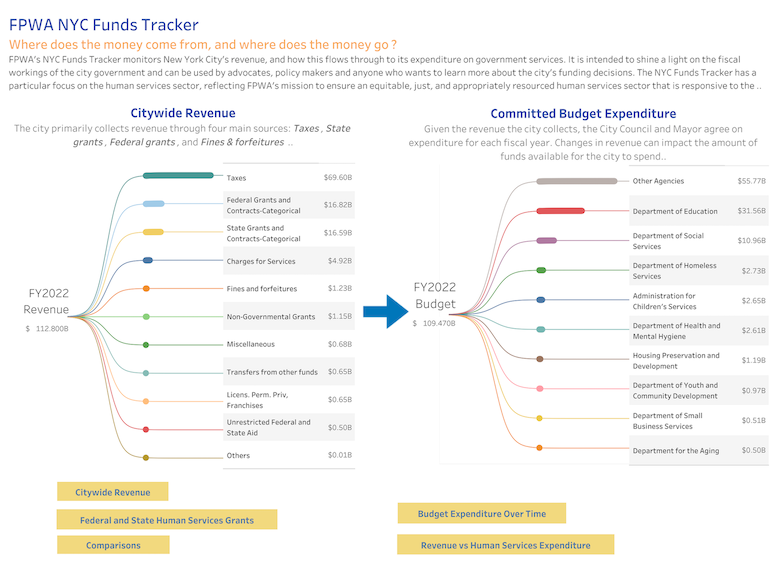 FPWA NYC Funds Tracker
Where does the money come from, and where does the money go ?
FPWA's NYC Funds Tracker monitors New York City's revenue, and how this flows through to its expenditure on government services. It is intended to shine a light on the fiscal
workings of the city government and can be used by advocates, policy makers and anyone who wants to learn more about the city's funding decisions. The NYC Funds Tracker has a
particular focus on the human services sector, reflecting FPWA's mission to ensure an equitable, just, and appropriately resourced human services sector that is responsive to the ..
Citywide Revenue
The city primarily collects revenue through four main sources: Taxes, State
grants, Federal grants, and Fines & forfeitures ..
FY2022
Revenue
$ 112.800B
Taxes $69.60B
Federal Grants and
Contracts-Categorical $16.82B
State Grants and
Contracts-Categorical $16.59B
Charges for Services $4.92B
Fines and forfeitures $1.23B
Non-Governmental Grants $1.15B
Miscellaneous $0.68B
Transfers from other funds $0.65B
Licens. Perm. Priv,
Franchises $0.65B
Unrestricted Federal and
State Aid $0.50B
Others $0.01B
Citywide Revenue
Federal and State Human Services Grants
Comparisons
Committed Budget Expenditure
Given the revenue the city collects, the City Council and Mayor agree on
expenditure for each fiscal year. Changes in revenue can impact the amount of
funds available for the city to spend..
FY2022
Budget
$ 109.470B
Other Agencies $55.77B
Department of Education $31.56B
Department of Social
Services $10.96B
Department of Homeless
Services $2.73B
Administration for
Children's Services $2.65B
Department of Health and
Mental Hygiene $2.61B
Housing Preservation and
Development $1.19B
Department of Youth and
Community Development $0.97B
Department of Small
Business Services $0.51B
Department for the Aging $0.50B
Budget Expenditure Over Time
Revenue vs Human Services Expenditure